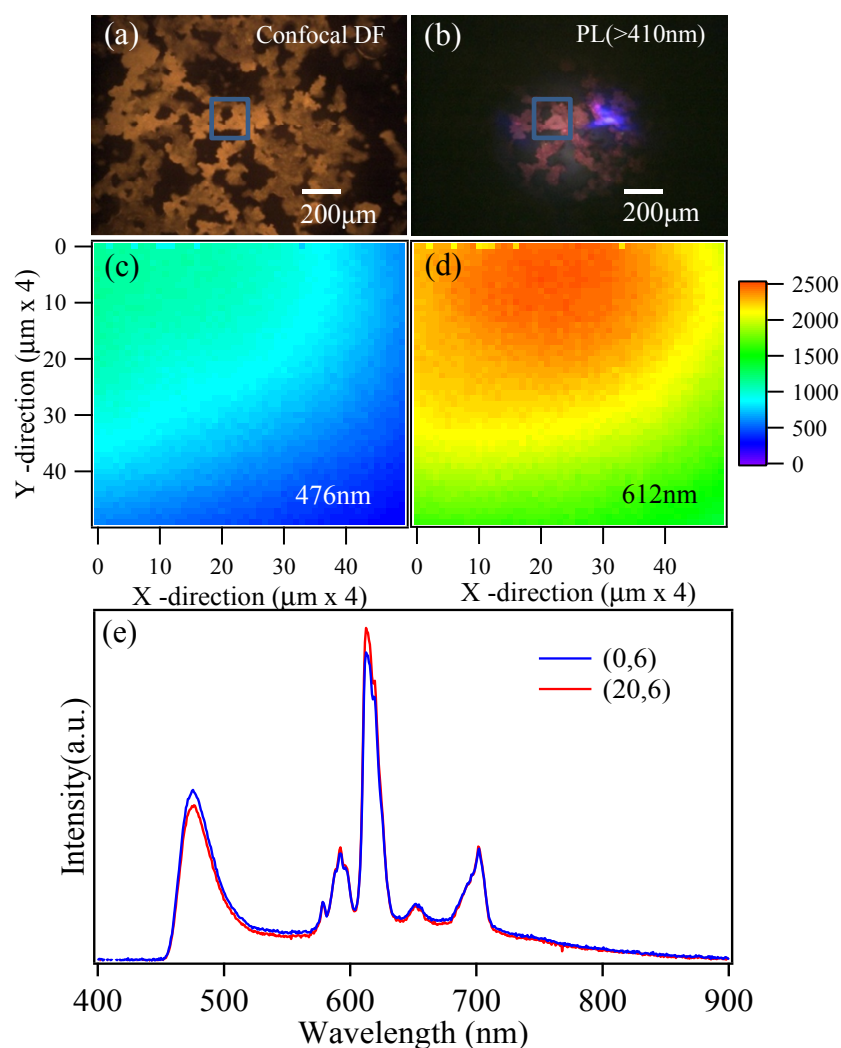 (a) Confocal DF
200μm
(b) PL(>410nm)
200μm
Y -direction (μm x 4)
0
10
20
30
40
(c)
476nm
0 10 20 30 40
X -direction (μm x 4)
(d)
612nm
0 10 20 30 40
X -direction (μm x 4)
2500
2000
1500
1000
500
0
(e)
(0,6)
(20,6)
Intensity(a.u.)
400 500 600 700 800 900
Wavelength (nm)